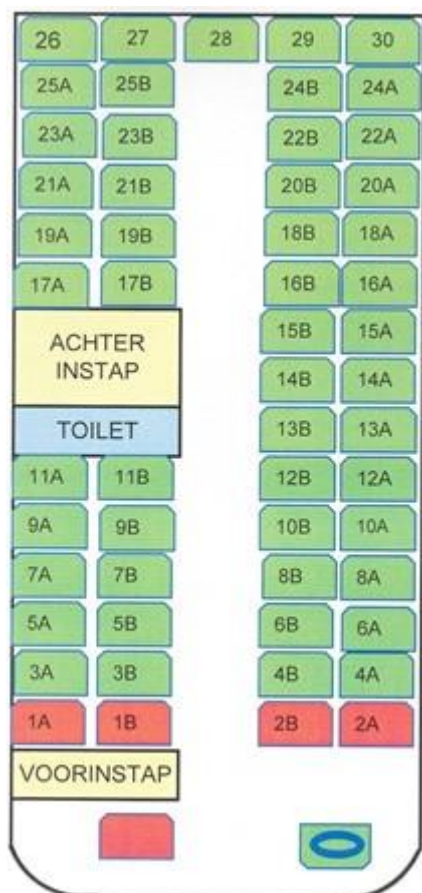 26 27 28 29 30
25A 25B 24B 24A
23A 23B 22B 22A
21A 21B 20B 20A
19A 19B 18B 18A
17A 17B 16B 16A
15B 15A
ACHTER
INSTAP
14B 14A
TOILET 13B 13A
11A 11B 12B 12A
9A 9B 10B 10A
7A 7B 8B 8A
5A 5B 6B 6A
3A 3B 4B 4A
1A 1B 2B 2A
VOORINSTAP